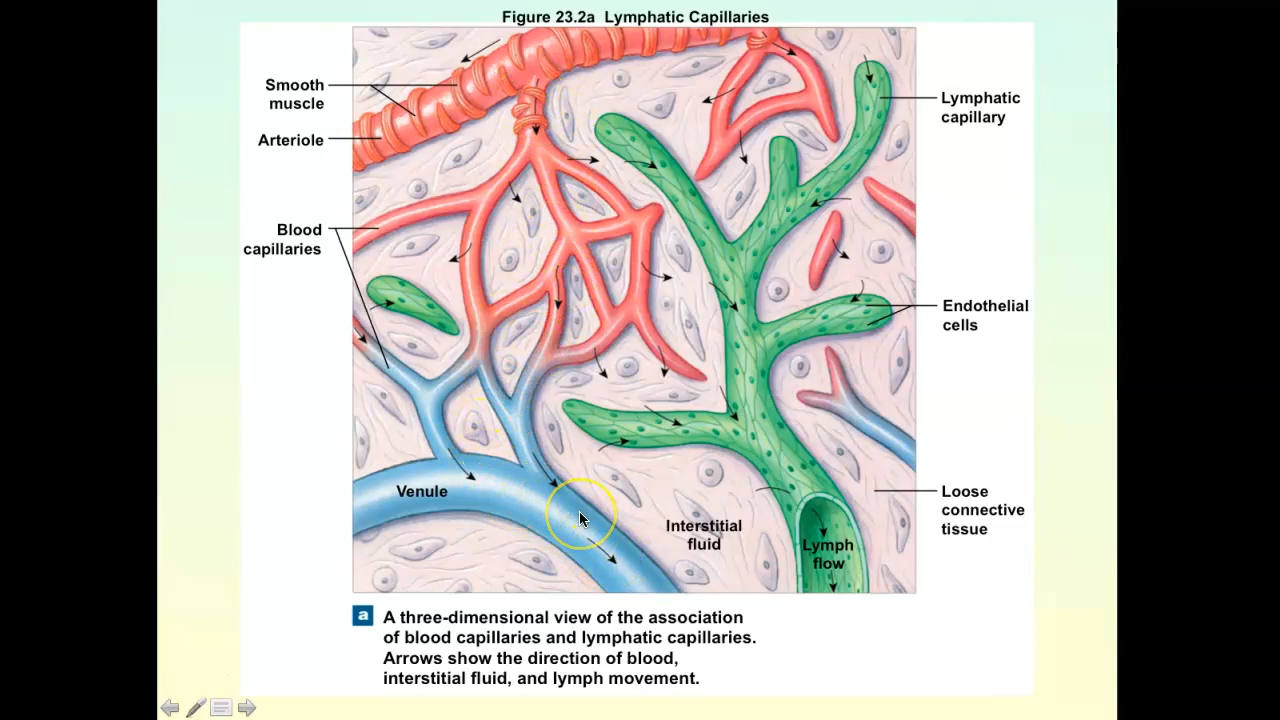 Figure 23.2a  Lymphatic Capillaries
Smooth
muscle
Arteriole
Blood
capillaries
Lymphatic
capillary
Endothelial
cells
Venule
Interstitial
fluid
Lymph
flow
Loose
connective
tissue
a
A three-dimensional view of the association
of blood capillaries and lymphatic capillaries.
Arrows show the direction of blood,
interstitial fluid, and lymph movement.